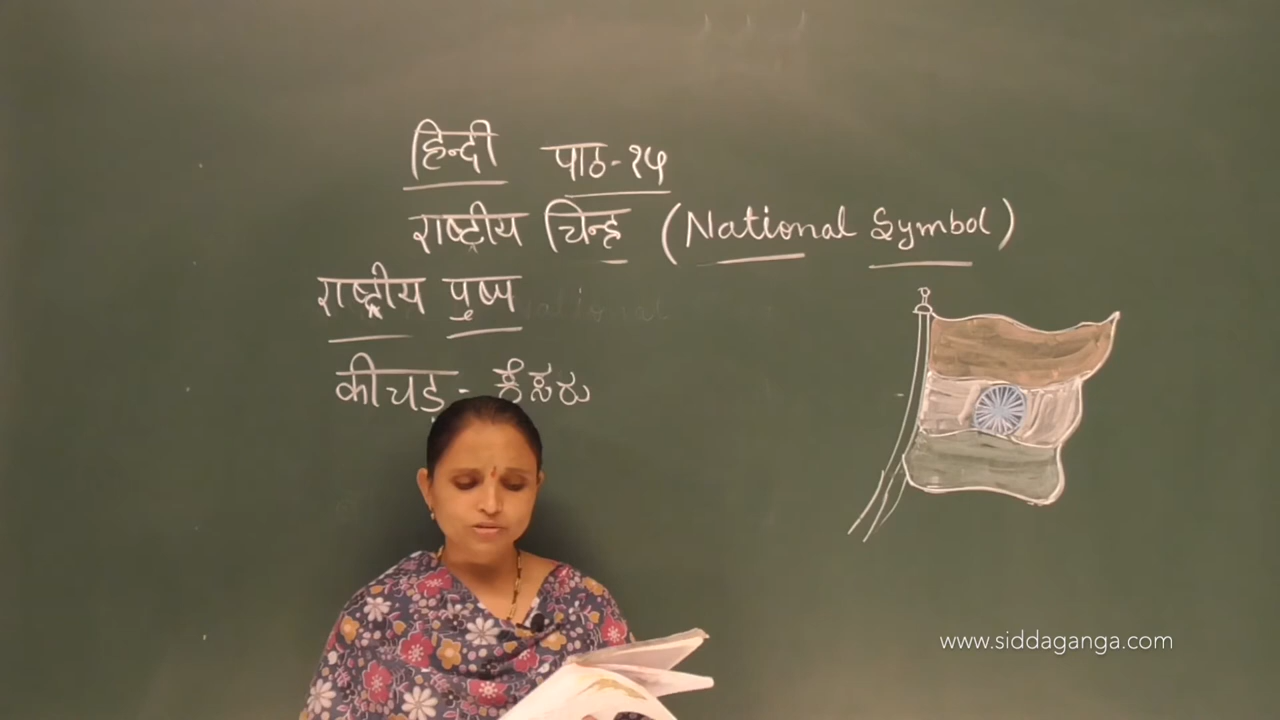 हिन्दी पाठ-१५
राष्ट्रीय चिन्ह (National Symbol)
राष्ट्रीय पुष्प
कीचड़ - ಕೆಸರು
www.siddaganga.com